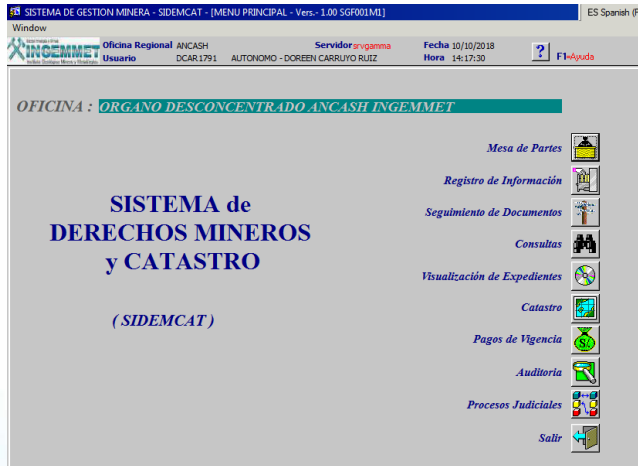 SISTEMA DE GESTION MINERA - SIDEMCAT - [MENU PRINCIPAL - Vers.- 1.00 SGF001M1]
ES Spanish (P
Window
INGEMMET
Oficina Regional ANCASH Servidor srvgamma Fecha 10/10/2018
Usuario DCAR1791 AUTONOMO - DOREEN CARRUYO RUIZ Hora 14:17:30 ? F1=Ayuda
OFICINA : ORGANO DESCONCENTRADO ANCASH INGEMMET
Mesa de Partes
Registro de Información
SISTEMA de
Seguimiento de Documentos
DERECHOS MINEROS
Consultas
y CATASTRO
Visualización de Expedientes
Catastro
( SIDEMCAT )
Pagos de Vigencia
S/.
Auditoria
Procesos Judiciales
Salir